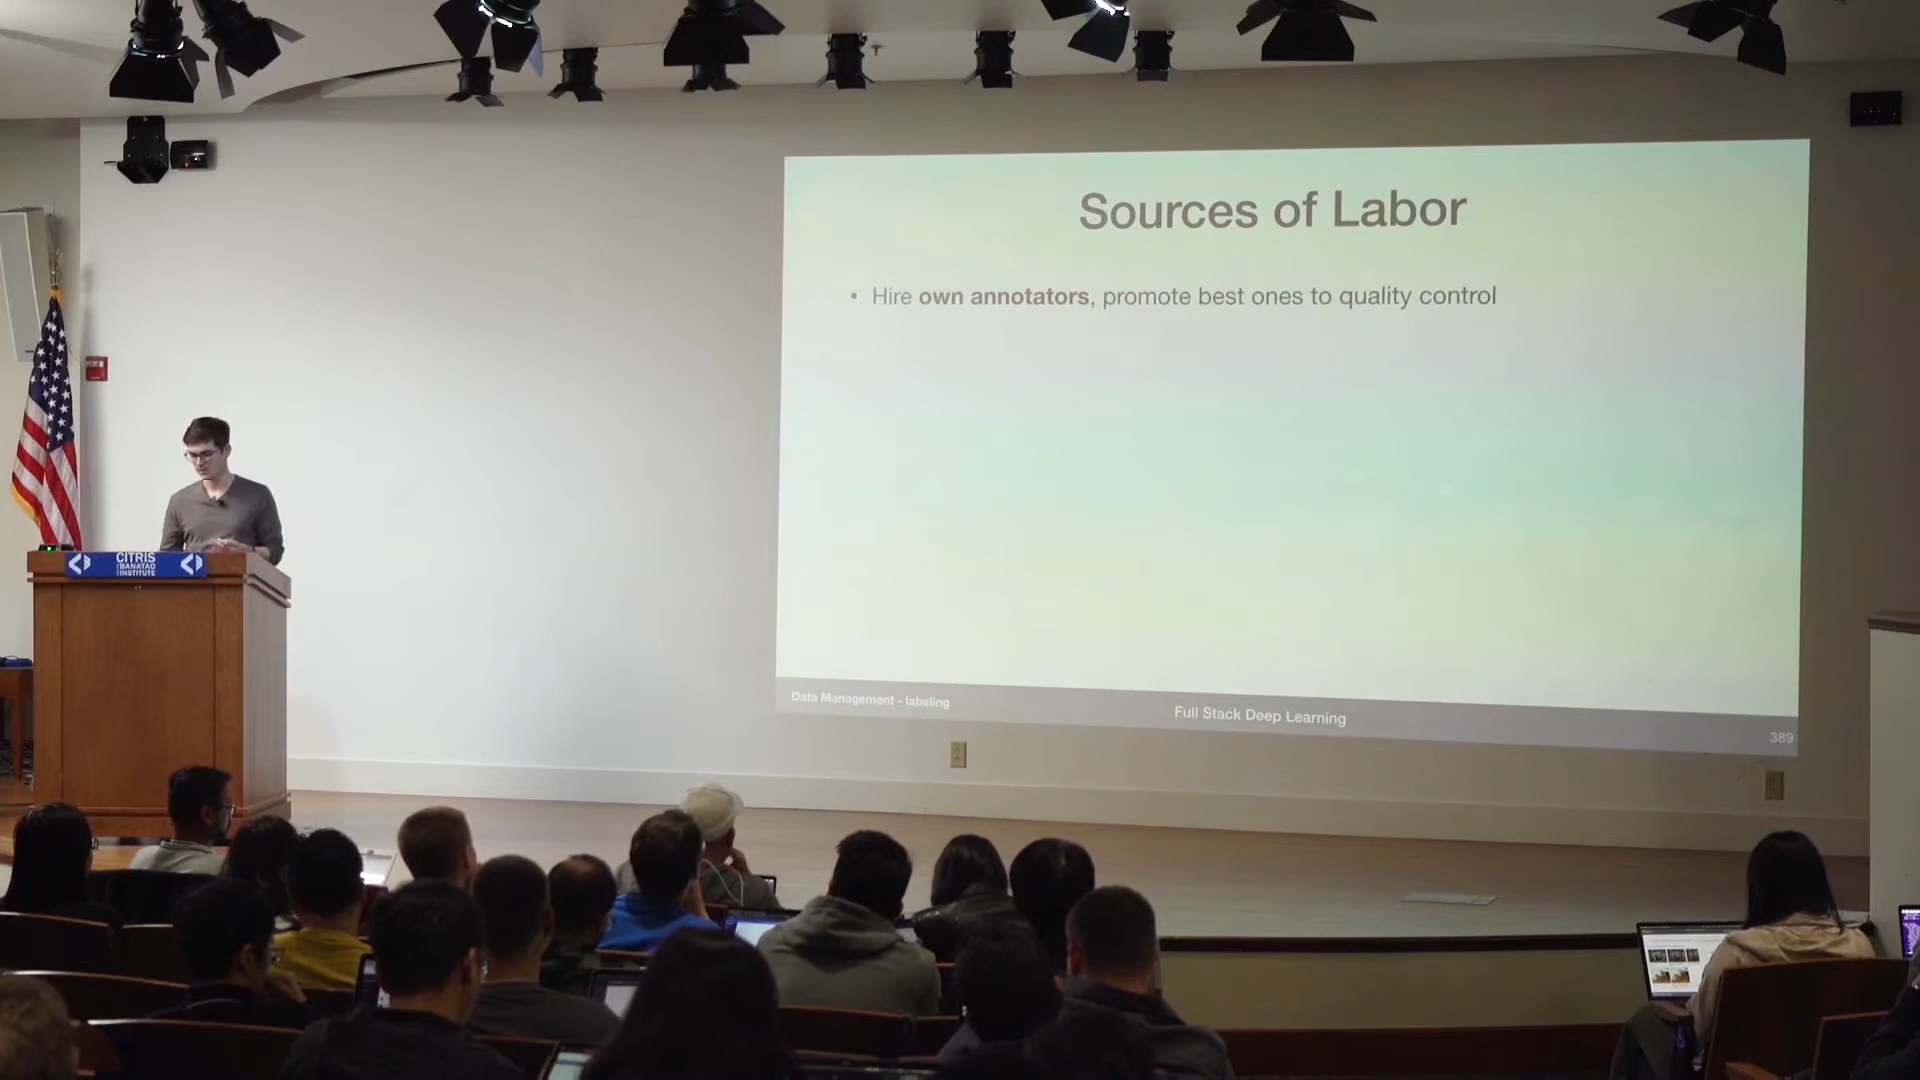 Sources of Labor
• Hire own annotators, promote best ones to quality control
Data Management - labeling
Full Stack Deep Learning
389
CITRIS
BANATAO
INSTITUTE